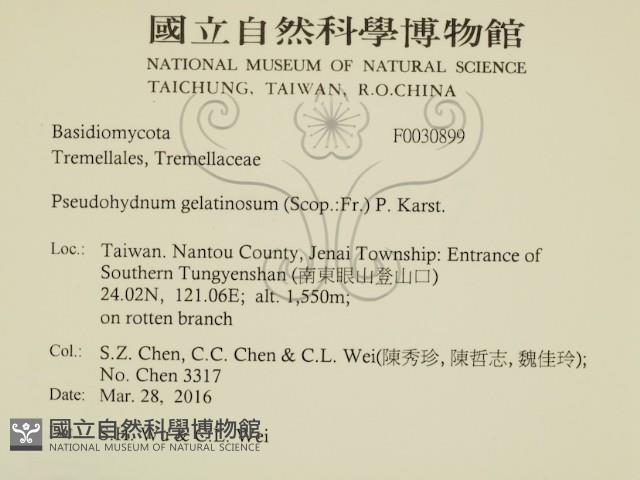 國立自然科學博物館
NATIONAL MUSEUM OF NATURAL SCIENCE
TAICHUNG, TAIWAN, R.O.CHINA
Basidiomycota F0030899
Tremellales, Tremellaceae
Pseudohydnum gelatinosum (Scop.:Fr.) P. Karst.
Loc.: Taiwan. Nantou County, Jenai Township: Entrance of
Southern Tungyenshan (南東眼山登山口)
24.02N, 121.06E; alt. 1,550m;
on rotten branch
Col.: S.Z. Chen, C.C. Chen & C.L. Wei(陳秀珍, 陳哲志, 魏佳玲);
No. Chen 3317
Date: Mar. 28, 2016
Wu & C.L. Wei
國立自然科學博物館
NATIONAL MUSEUM OF NATURAL SCIENCE